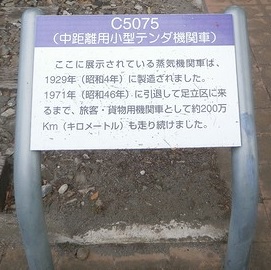 C5075
（中距離用小型テンダ機関車）
ここに展示されている蒸気機関車は、
1929年（昭和4年）に製造されました。
1971年（昭和46年）に引退して足立区に来
るまで、旅客・貨物用機関車として約200万
Km（キロメートル）も走り続けました。